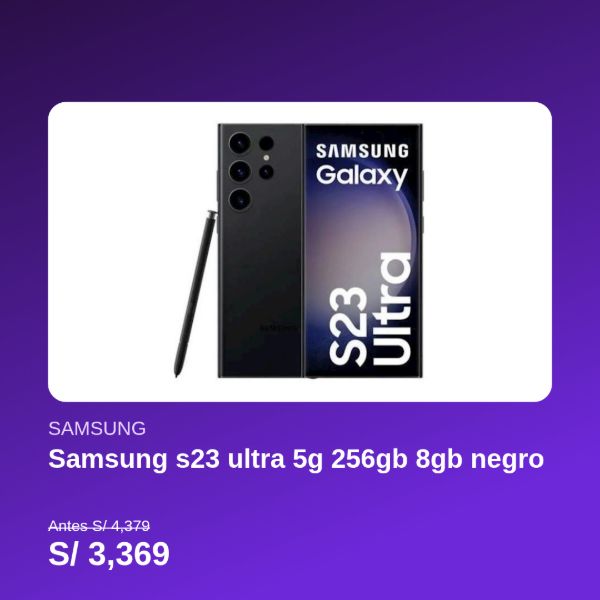 SAMSUNG
Galaxy
S23
Ultra
SAMSUNG
Samsung s23 ultra 5g 256gb 8gb negro
Antes S/ 4,379
S/ 3,369